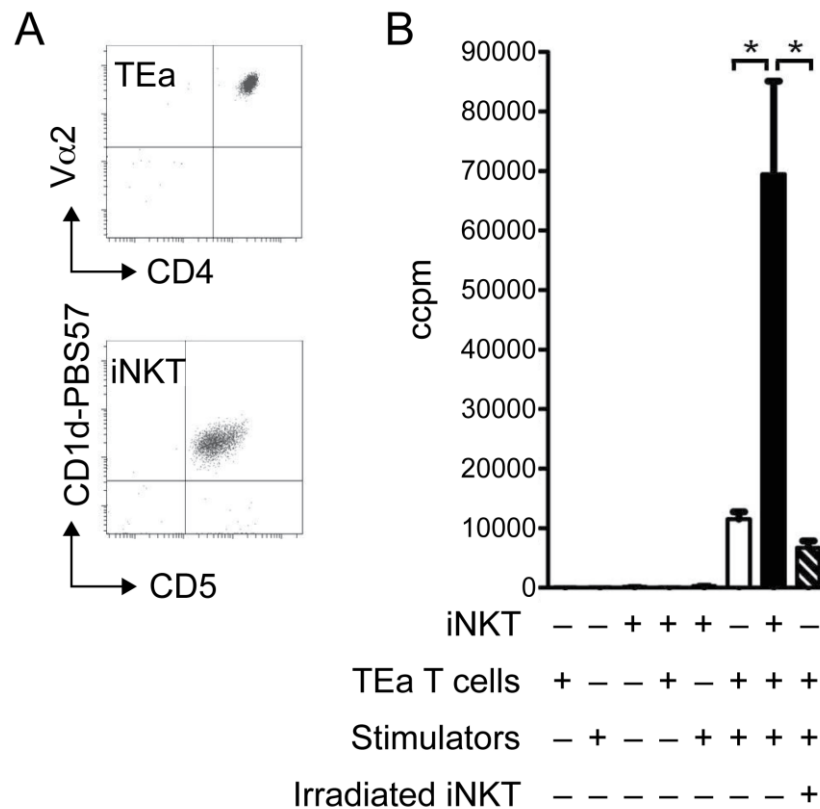 A
TEa
Vα2
CD4
iNKT
CD1d-PBS57
CD5
B
* *
90000
80000
70000
60000
50000
40000
30000
20000
10000
0
ccpm
iNKT – – + + + – + –
TEa T cells + – – + – + + +
Stimulators – + – – + + + +
Irradiated iNKT – – – – – – – +